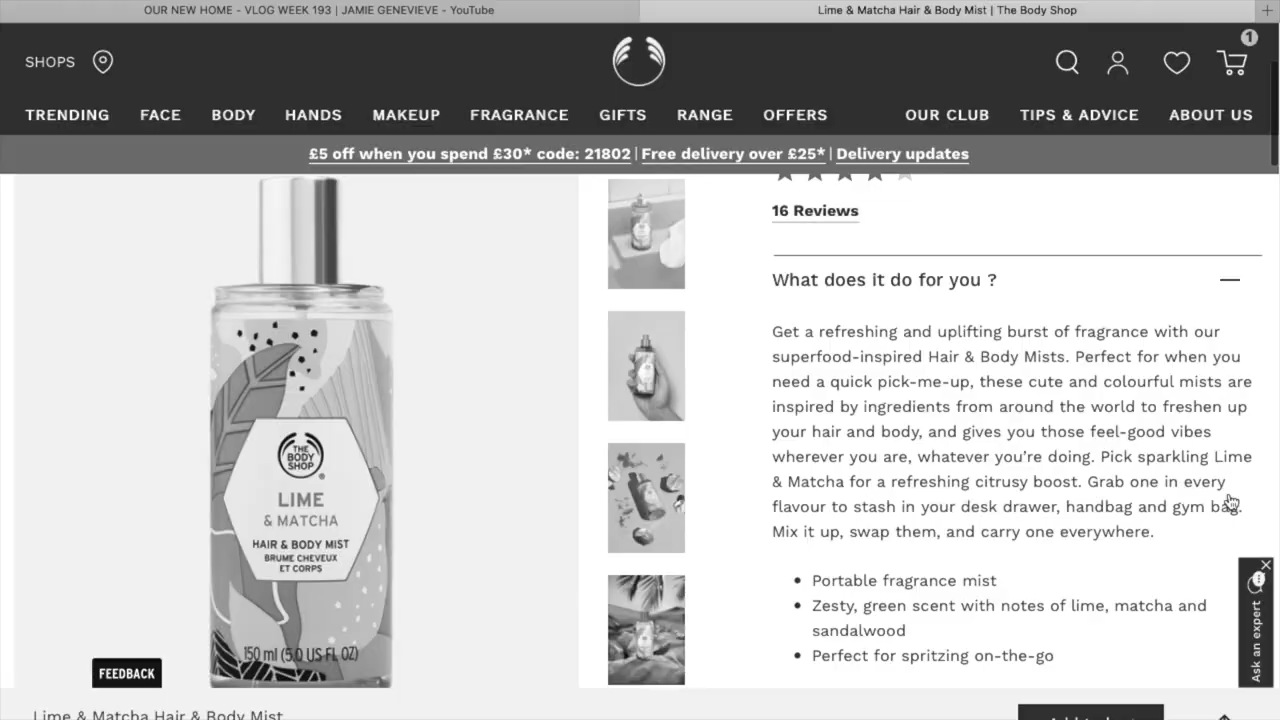 OUR NEW HOME - VLOG WEEK 193 | JAMIE GENEVIEVE - YouTube
Lime & Matcha Hair & Body Mist | The Body Shop
SHOPS
1
TRENDING FACE BODY HANDS MAKEUP FRAGRANCE GIFTS RANGE OFFERS OUR CLUB TIPS & ADVICE ABOUT US
£5 off when you spend £30* code: 21802 | Free delivery over £25* | Delivery updates
16 Reviews
What does it do for you ?
Get a refreshing and uplifting burst of fragrance with our
superfood-inspired Hair & Body Mists. Perfect for when you
need a quick pick-me-up, these cute and colourful mists are
inspired by ingredients from around the world to freshen up
your hair and body, and gives you those feel-good vibes
wherever you are, whatever you're doing. Pick sparkling Lime
& Matcha for a refreshing citrusy boost. Grab one in every
flavour to stash in your desk drawer, handbag and gym bag.
Mix it up, swap them, and carry one everywhere.
Portable fragrance mist
Zesty, green scent with notes of lime, matcha and
sandalwood
Perfect for spritzing on-the-go
THE
BODY
SHOP
LIME
& MATCHA
HAIR & BODY MIST
BRUME CHEVEUX
ET CORPS
150 ml (5.0 US FL OZ)
FEEDBACK
Ask an expert
Lime & Matcha Hair & Body Mist